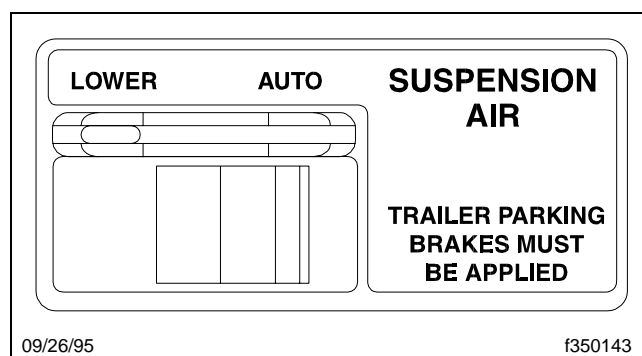 LOWER AUTO
SUSPENSION
AIR
TRAILER PARKING
BRAKES MUST
BE APPLIED
09/26/95 f350143